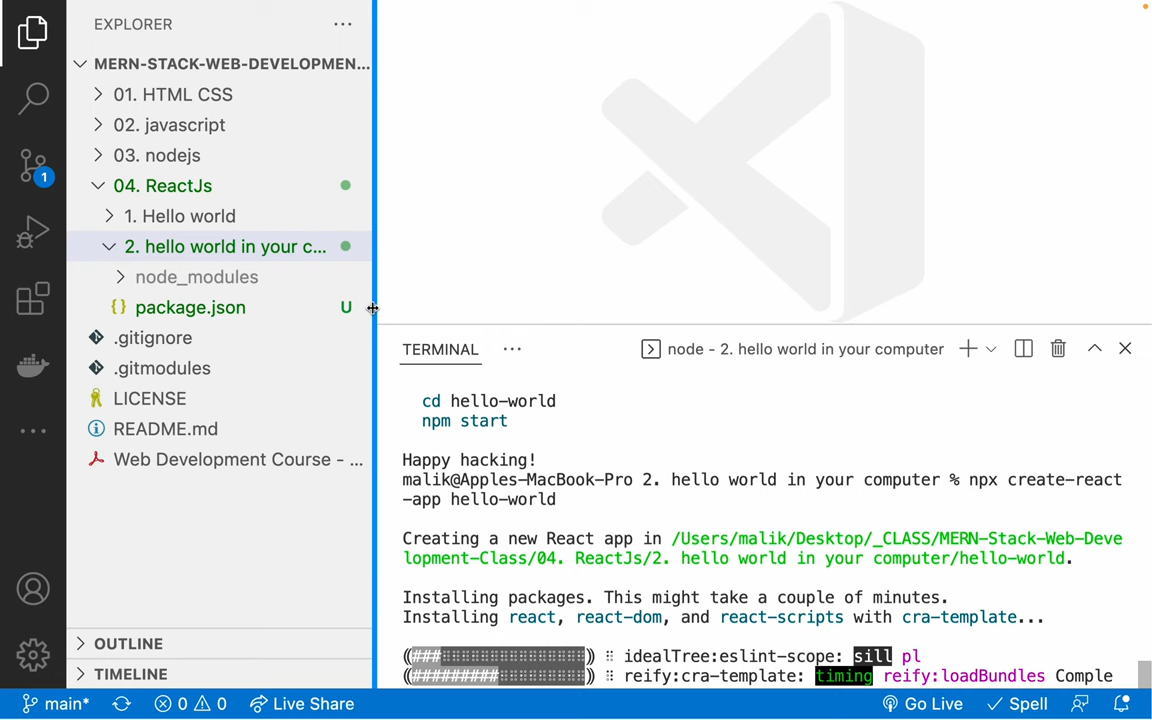 EXPLORER
MERN-STACK-WEB-DEVELOPMEN...
01. HTML CSS
02. javascript
03. nodejs
04. ReactJs
1. Hello world
2. hello world in your c...
node_modules
{} package.json U
.gitignore
.gitmodules
LICENSE
README.md
Web Development Course - ...
OUTLINE
TIMELINE
1
TERMINAL ... node - 2. hello world in your computer
cd hello-world
npm start
Happy hacking!
malik@Apples-MacBook-Pro 2. hello world in your computer % npx create-react
-app hello-world
Creating a new React app in /Users/malik/Desktop/_CLASS/MERN-Stack-Web-Deve
lopment-Class/04. ReactJs/2. hello world in your computer/hello-world.
Installing packages. This might take a couple of minutes.
Installing react, react-dom, and react-scripts with cra-template...
(###⠂⠂⠂⠂⠂⠂⠂⠂⠂⠂⠂⠂⠂⠂⠂) ⠿ idealTree:eslint-scope: sill pl
(#########⠂⠂⠂⠂⠂⠂⠂⠂⠂) ⠿ reify:cra-template: timing reify:loadBundles Comple
main* 0 0 Live Share Go Live Spell